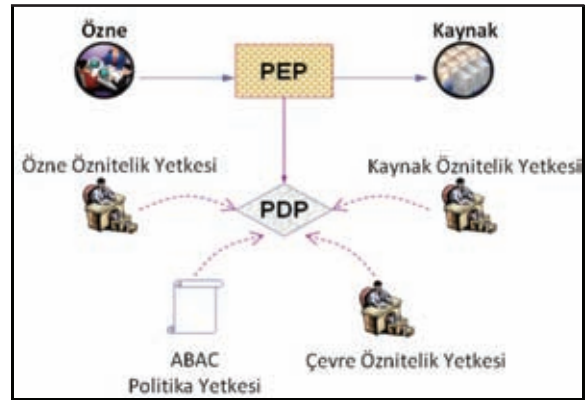 Özne
Kaynak
PEP
Özne Öznitelik Yetkesi
Kaynak Öznitelik Yetkesi
PDP
ABAC
Politika Yetkesi
Çevre Öznitelik Yetkesi